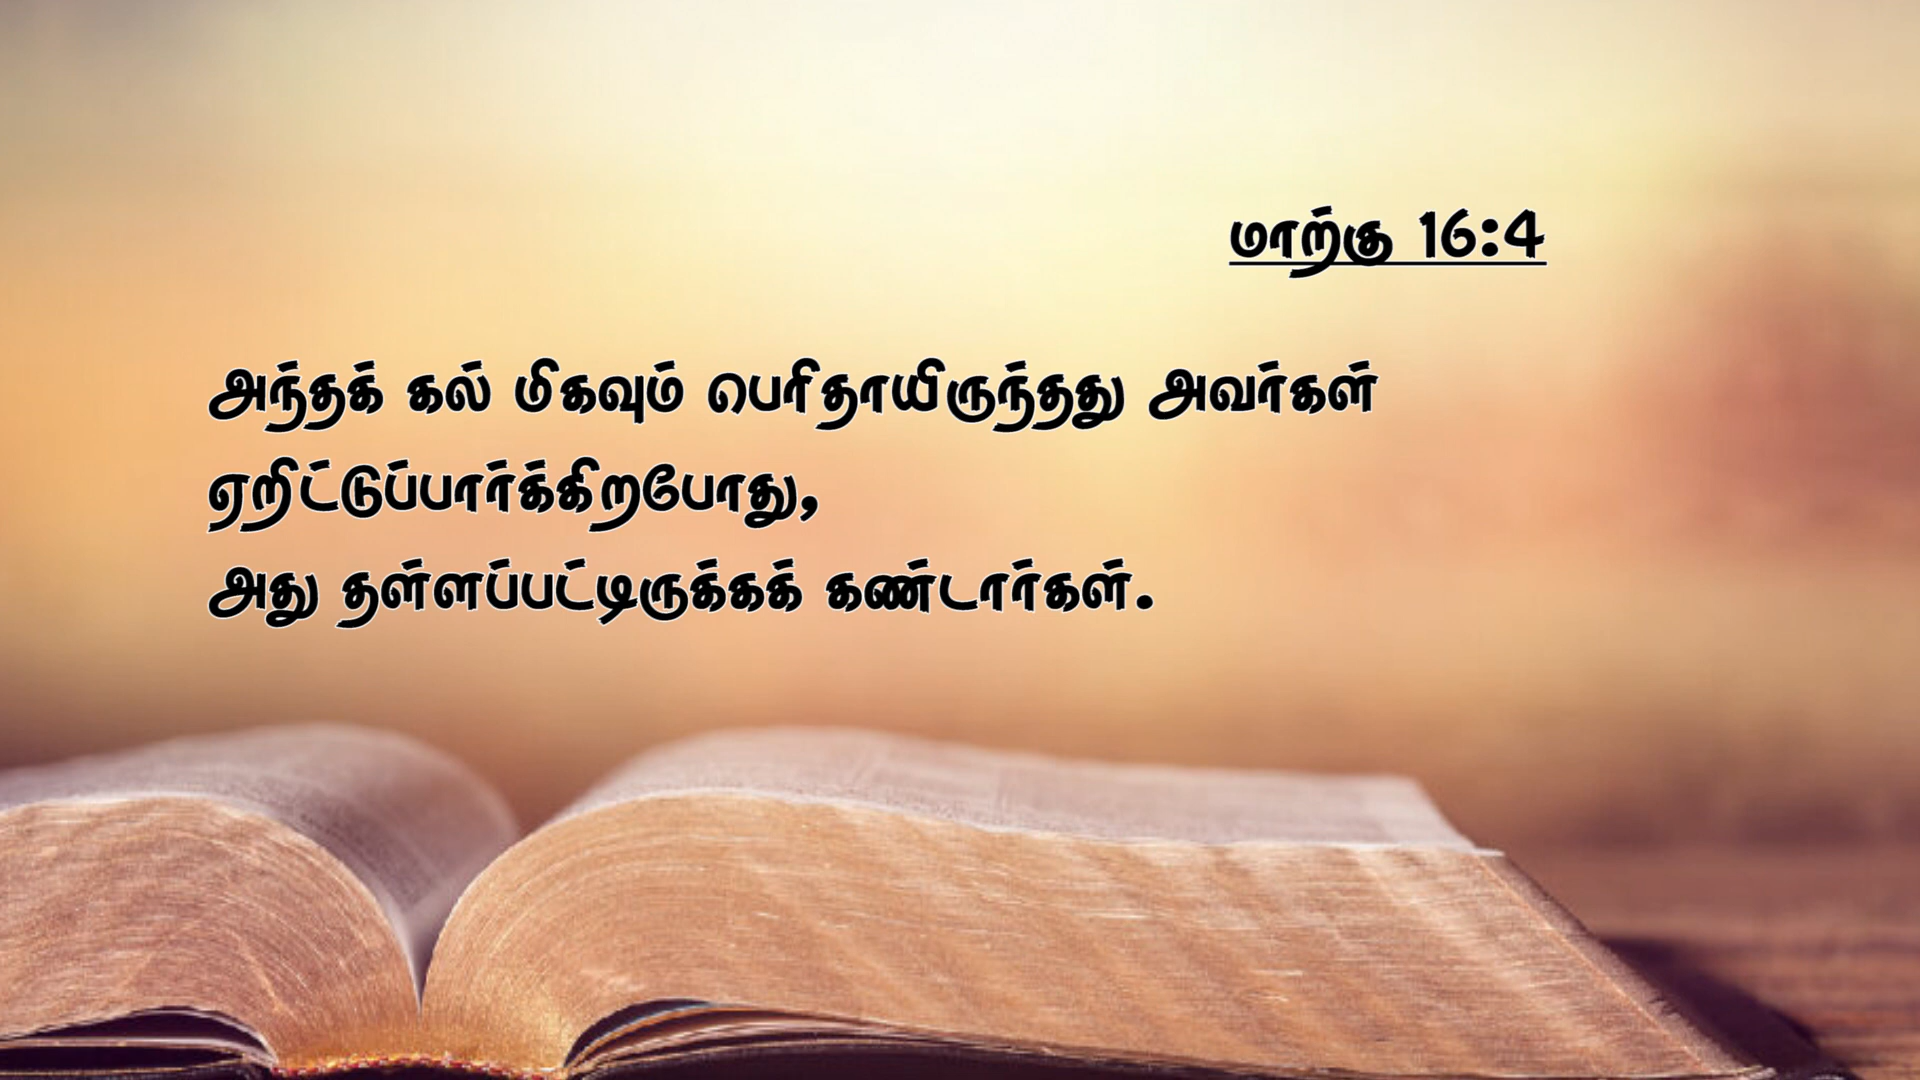 மாற்கு 16:4
அந்தக் கல் மிகவும் பெரிதாயிருந்தது அவர்கள்
ஏறிட்டுப்பார்க்கிறபோது,
அது தள்ளப்பட்டிருக்கக் கண்டார்கள்.